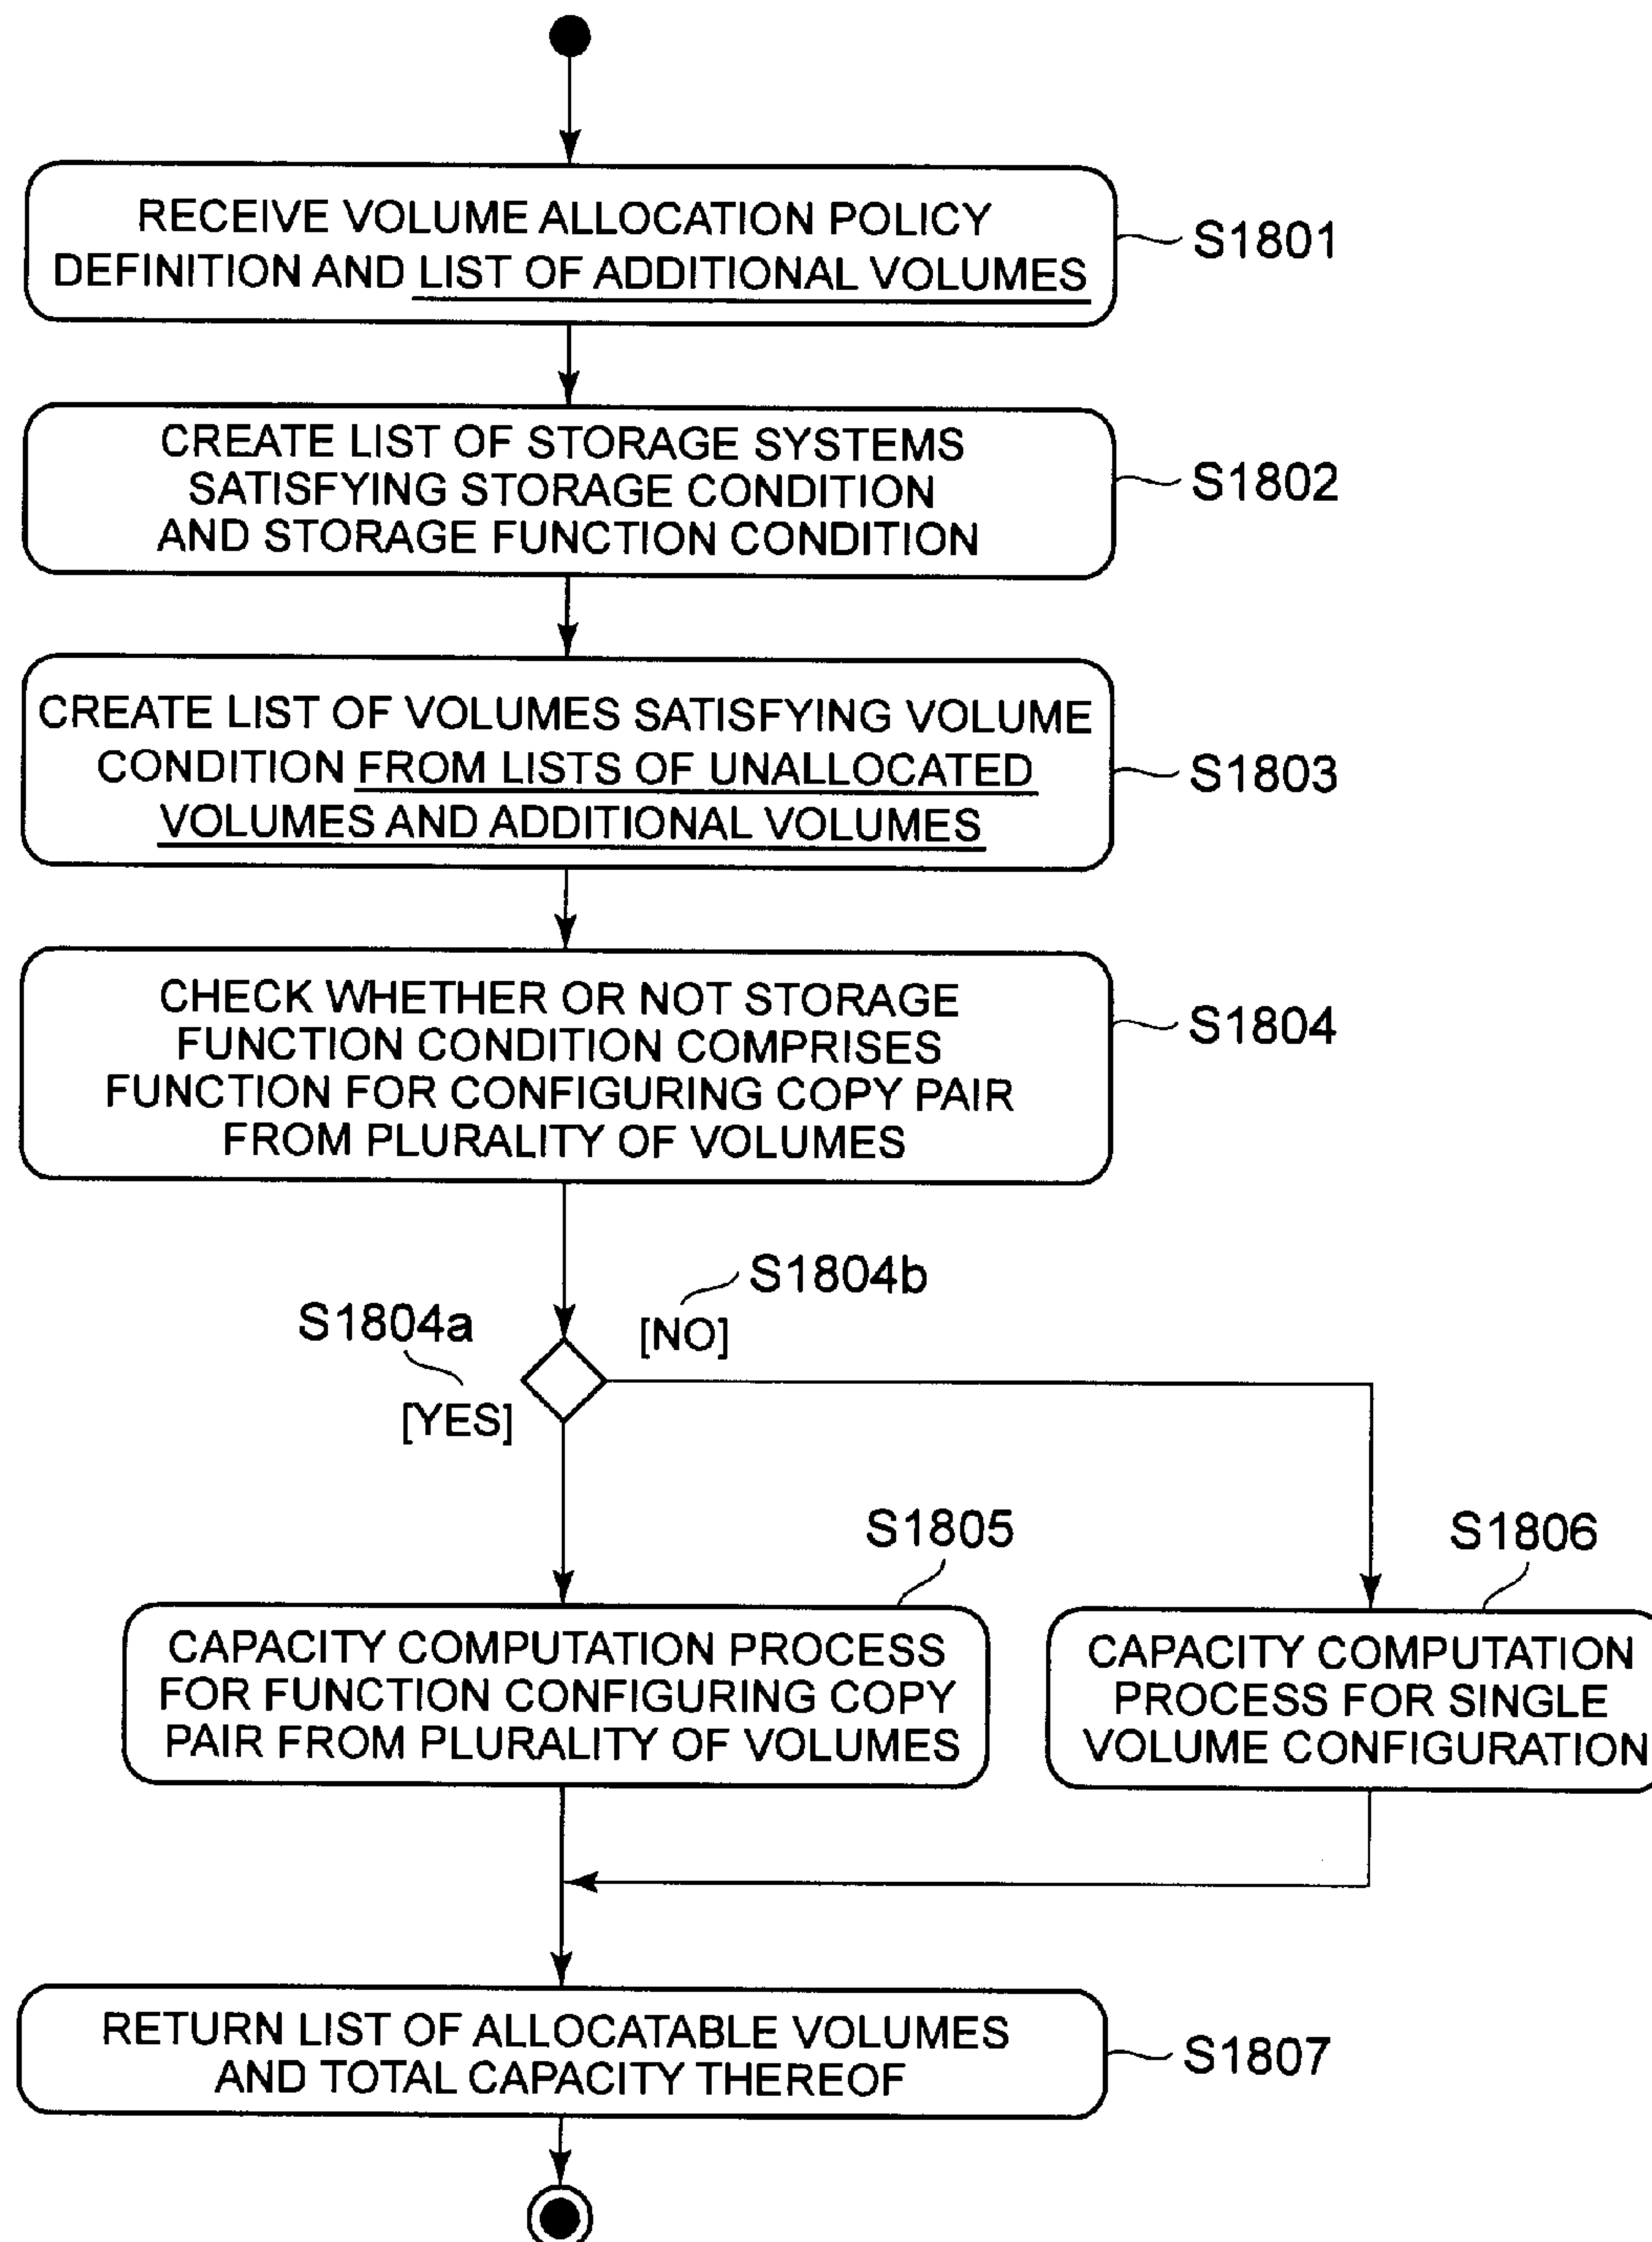 RECEIVE VOLUME ALLOCATION POLICY
DEFINITION AND LIST OF ADDITIONAL VOLUMES
S1801
CREATE LIST OF STORAGE SYSTEMS
SATISFYING STORAGE CONDITION
AND STORAGE FUNCTION CONDITION
S1802
CREATE LIST OF VOLUMES SATISFYING VOLUME
CONDITION FROM LISTS OF UNALLOCATED
VOLUMES AND ADDITIONAL VOLUMES
S1803
CHECK WHETHER OR NOT STORAGE
FUNCTION CONDITION COMPRISES
FUNCTION FOR CONFIGURING COPY PAIR
FROM PLURALITY OF VOLUMES
S1804
S1804b
[NO]
S1804a
[YES]
S1805
CAPACITY COMPUTATION PROCESS
FOR FUNCTION CONFIGURING COPY
PAIR FROM PLURALITY OF VOLUMES
S1806
CAPACITY COMPUTATION
PROCESS FOR SINGLE
VOLUME CONFIGURATION
RETURN LIST OF ALLOCATABLE VOLUMES
AND TOTAL CAPACITY THEREOF
S1807